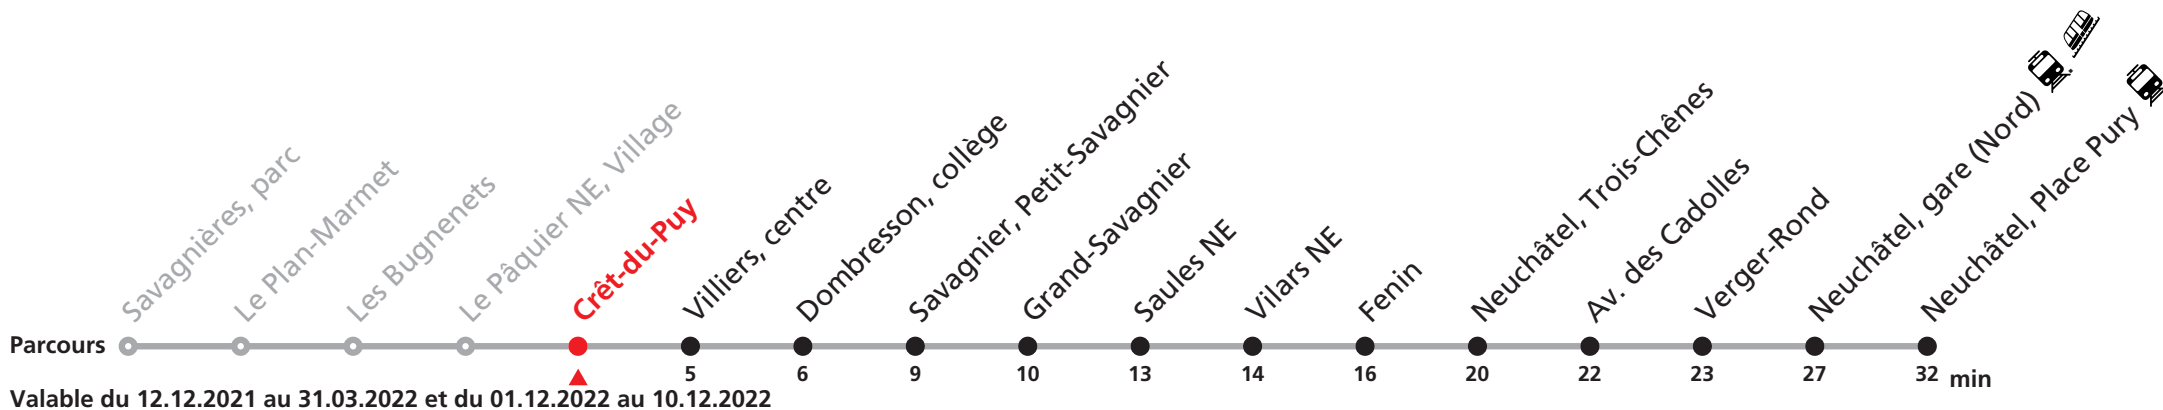 Savagnières, parc
Le Plan-Marmet
Les Bugnenets
Le Pâquier NE, Village
Crêt-du-Puy
Villiers, centre
Dombresson, collège
Savagnier, Petit-Savagnier
Grand-Savagnier
Saules NE
Vilars NE
Fenin
Neuchâtel, Trois-Chênes
Av. des Cadolles
Verger-Rond
Neuchâtel, gare (Nord)
Neuchâtel, Place Pury
Parcours
5 6 9 10 13 14 16 20 22 23 27 32 min
Valable du 12.12.2021 au 31.03.2022 et du 01.12.2022 au 10.12.2022